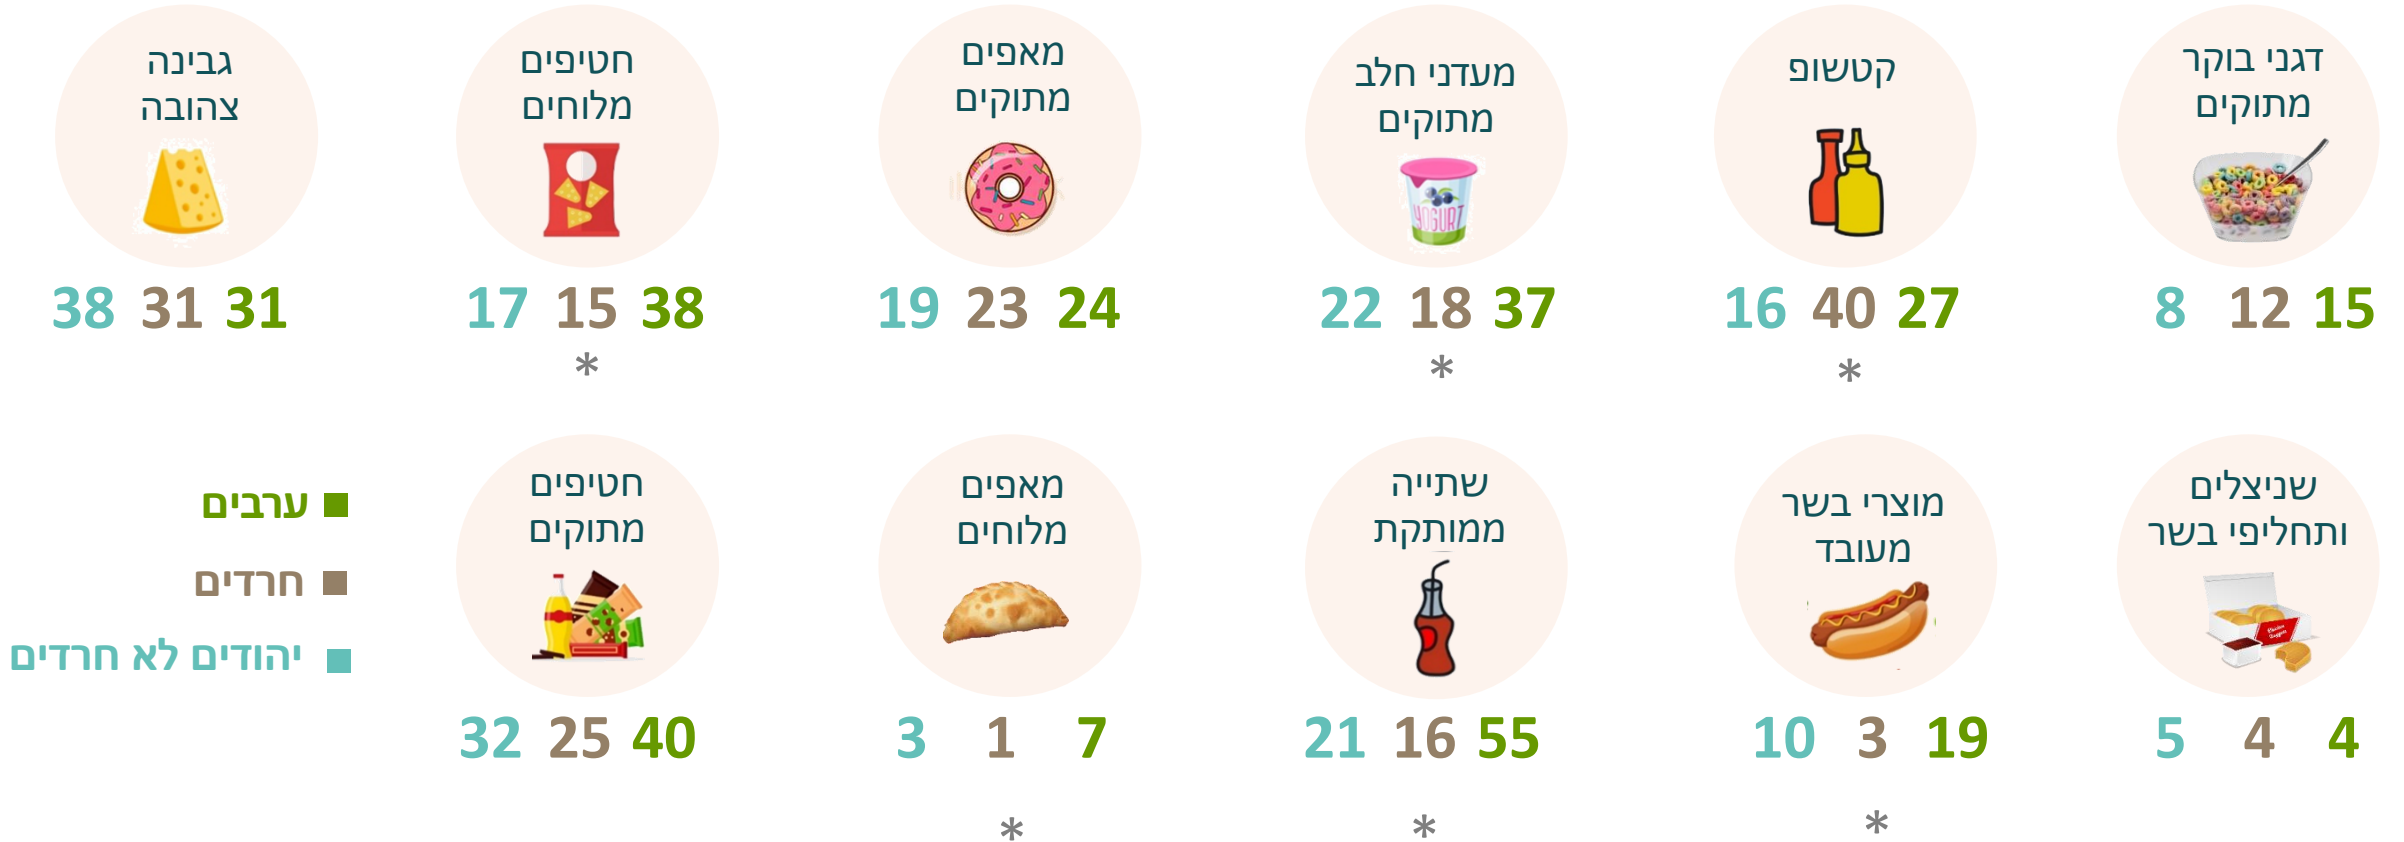 דגני בוקר
מתוקים
15 12 8
קטשופ
27 40 16
*
מעדני חלב
מתוקים
YOGURT
37 18 22
*
מאפים
מתוקים
24 23 19
חטיפים
מלוחים
38 15 17
*
גבינה
צהובה
31 31 38
שניצלים
ותחליפי בשר
4 4 5
מוצרי בשר
מעובד
19 3 10
*
שתייה
ממותקת
55 16 21
*
מאפים
מלוחים
7 1 3
*
חטיפים
מתוקים
40 25 32
ערבים
חרדים
יהודים לא חרדים